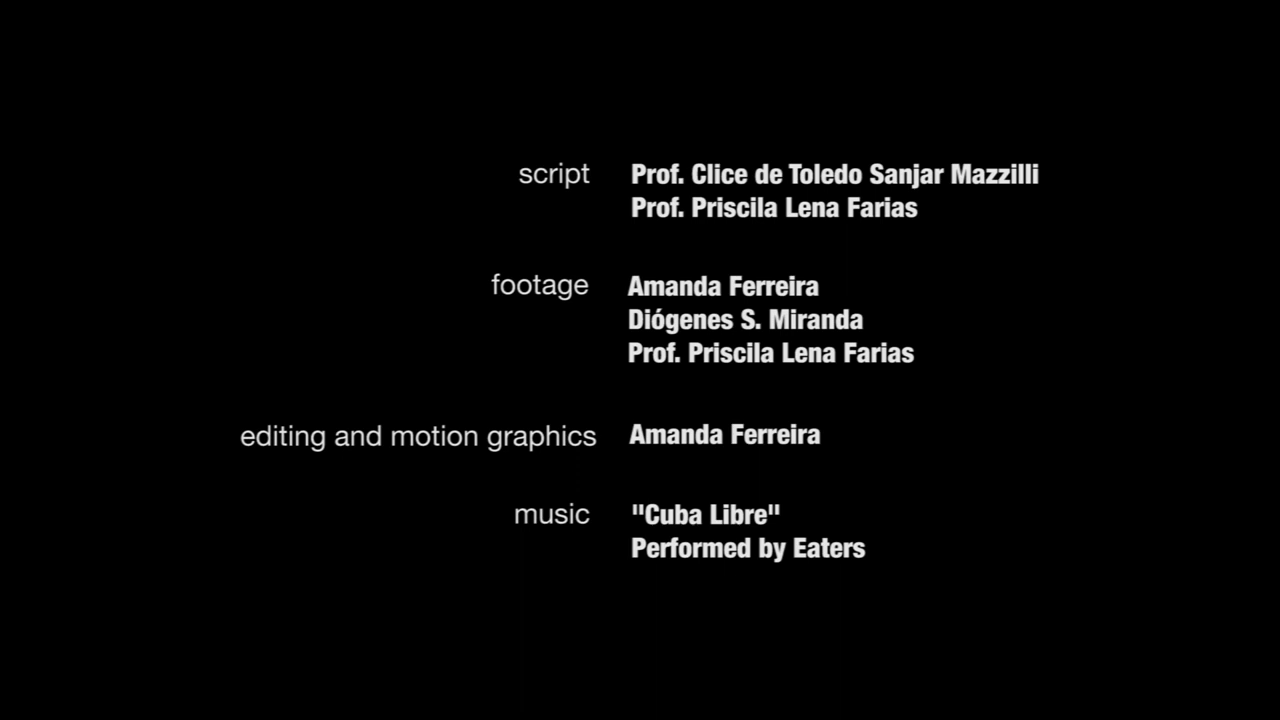 script Prof. Clice de Toledo Sanjar Mazzilli
Prof. Priscila Lena Farias
footage Amanda Ferreira
Diógenes S. Miranda
Prof. Priscila Lena Farias
editing and motion graphics Amanda Ferreira
music "Cuba Libre"
Performed by Eaters